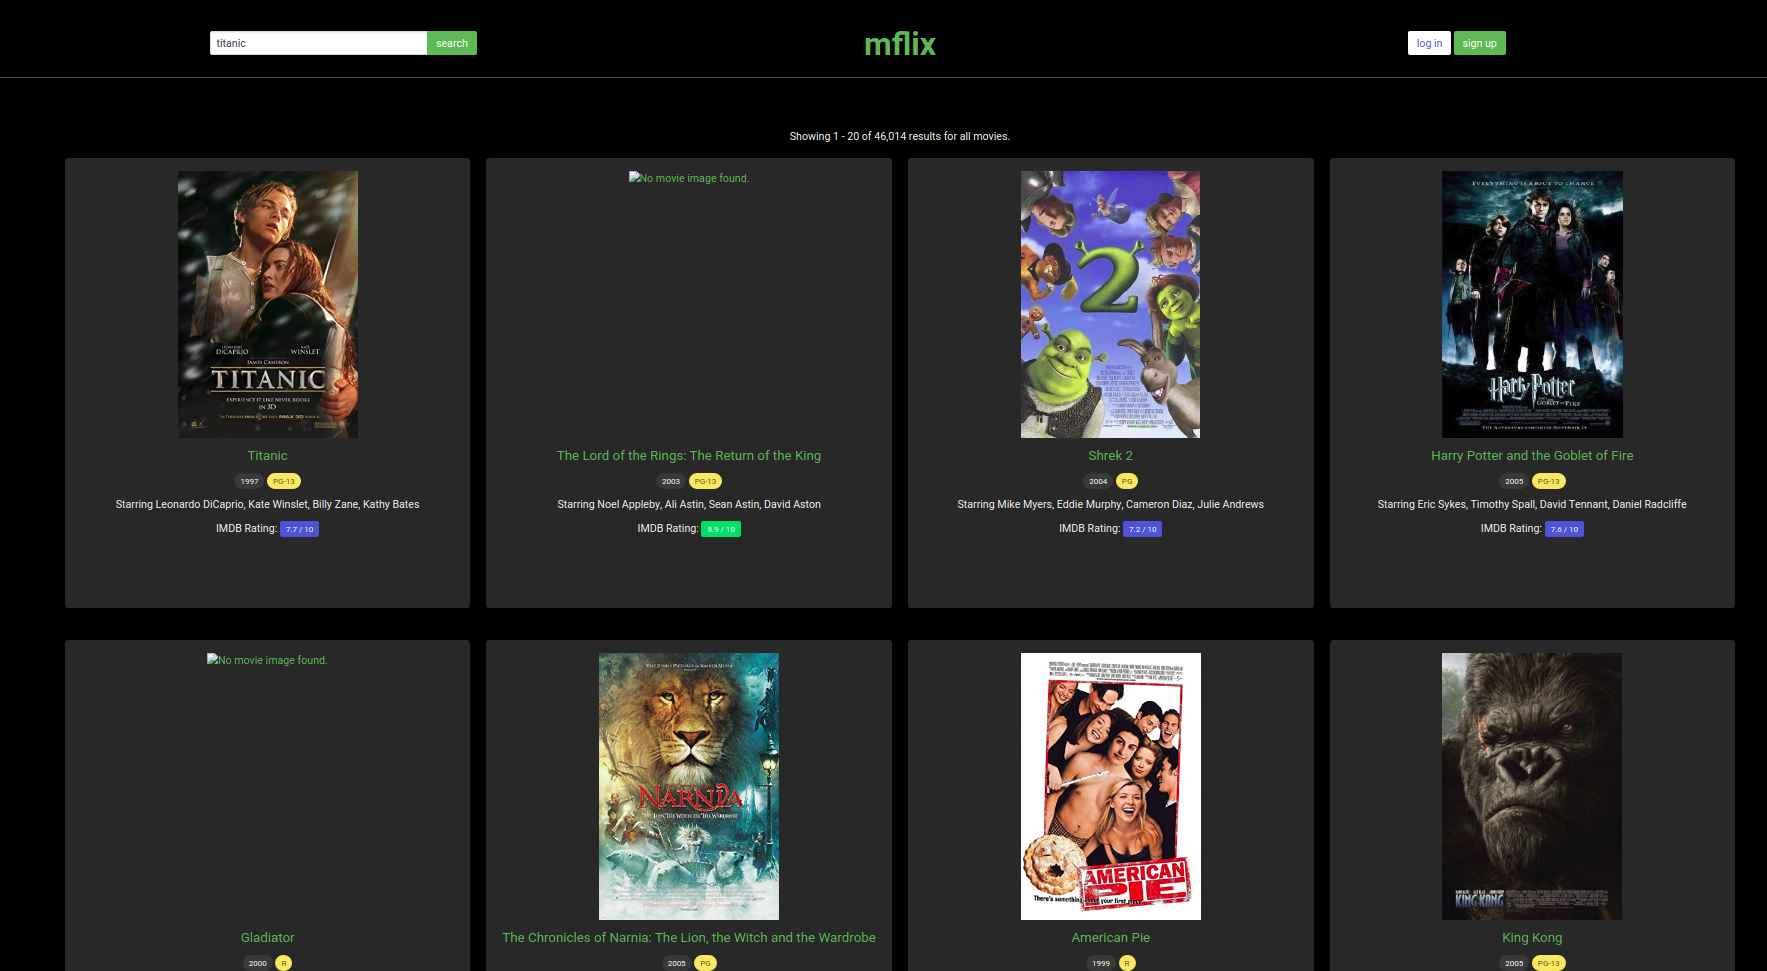 titanic search mflix log in sign up
Showing 1 - 20 of 46,014 results for all movies.
LEONARDO DICAPRIO KATE WINSLET
JAMES CAMERON
TITANIC
EXPERIENCE IT LIKE NEVER BEFORE
IN 3D
Titanic
1997 PG-13
Starring Leonardo DiCaprio, Kate Winslet, Billy Zane, Kathy Bates
IMDB Rating: 7.7 / 10
No movie image found.
The Lord of the Rings: The Return of the King
2003 PG-13
Starring Noel Appleby, Ali Astin, Sean Astin, David Aston
IMDB Rating: 8.9 / 10
2
Shrek 2
2004 PG
Starring Mike Myers, Eddie Murphy, Cameron Diaz, Julie Andrews
IMDB Rating: 7.2 / 10
EVERYTHING IS ABOUT TO CHANGE
Harry Potter
AND THE GOBLET OF FIRE
Harry Potter and the Goblet of Fire
2005 PG-13
Starring Eric Sykes, Timothy Spall, David Tennant, Daniel Radcliffe
IMDB Rating: 7.6 / 10
No movie image found.
Gladiator
2000 R
NARNIA
THE LION, THE WITCH AND THE WARDROBE
The Chronicles of Narnia: The Lion, the Witch and the Wardrobe
2005 PG
AMERICAN
PIE
There's something about your first piece.
American Pie
1999 R
KING KONG
King Kong
2005 PG-13